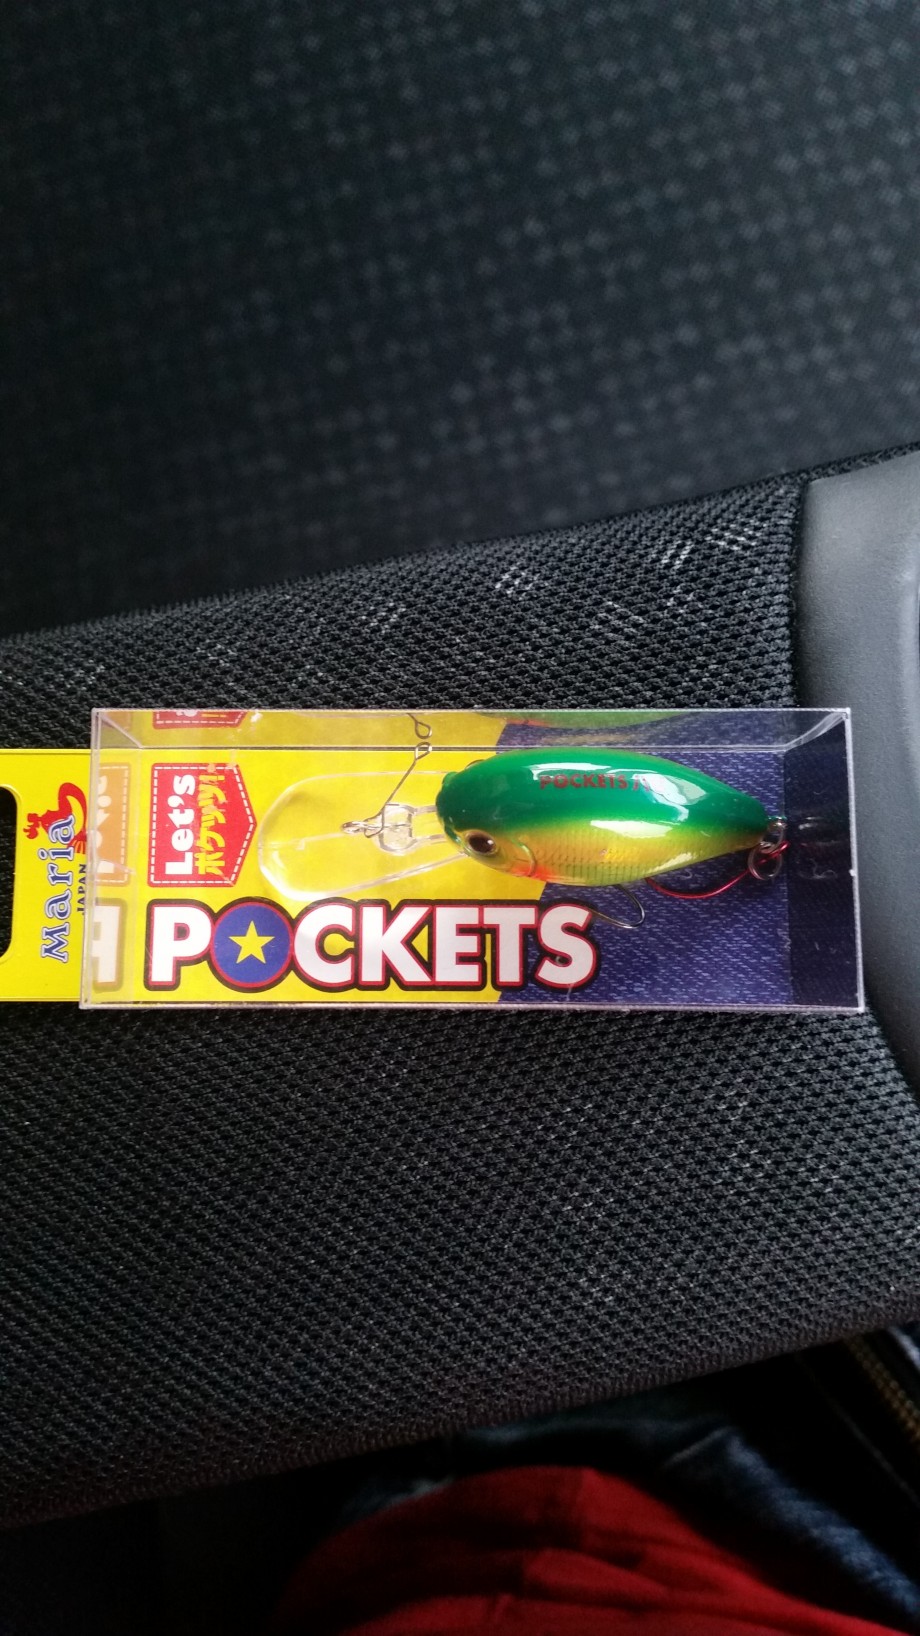 Maria
JAPAN
Let's
ポケッツ!
POCKETS
POCKETS